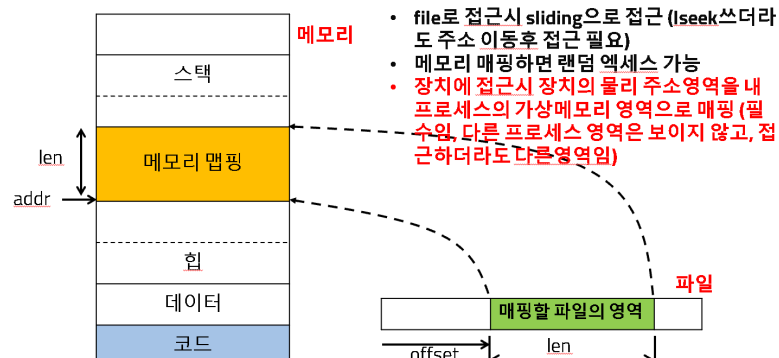 메모리
스택
len
메모리 맵핑
addr
힙
데이터
코드
• file로 접근시 sliding으로 접근 (lseek쓰더라
도 주소 이동후 접근 필요)
• 메모리 매핑하면 랜덤 엑세스 가능
• 장치에 접근시 장치의 물리 주소영역을 내
프로세스의 가상메모리 영역으로 매핑 (필
수임, 다른 프로세스 영역은 보이지 않고, 접
근하더라도 다른영역임)
파일
매핑할 파일의 영역
offset
len